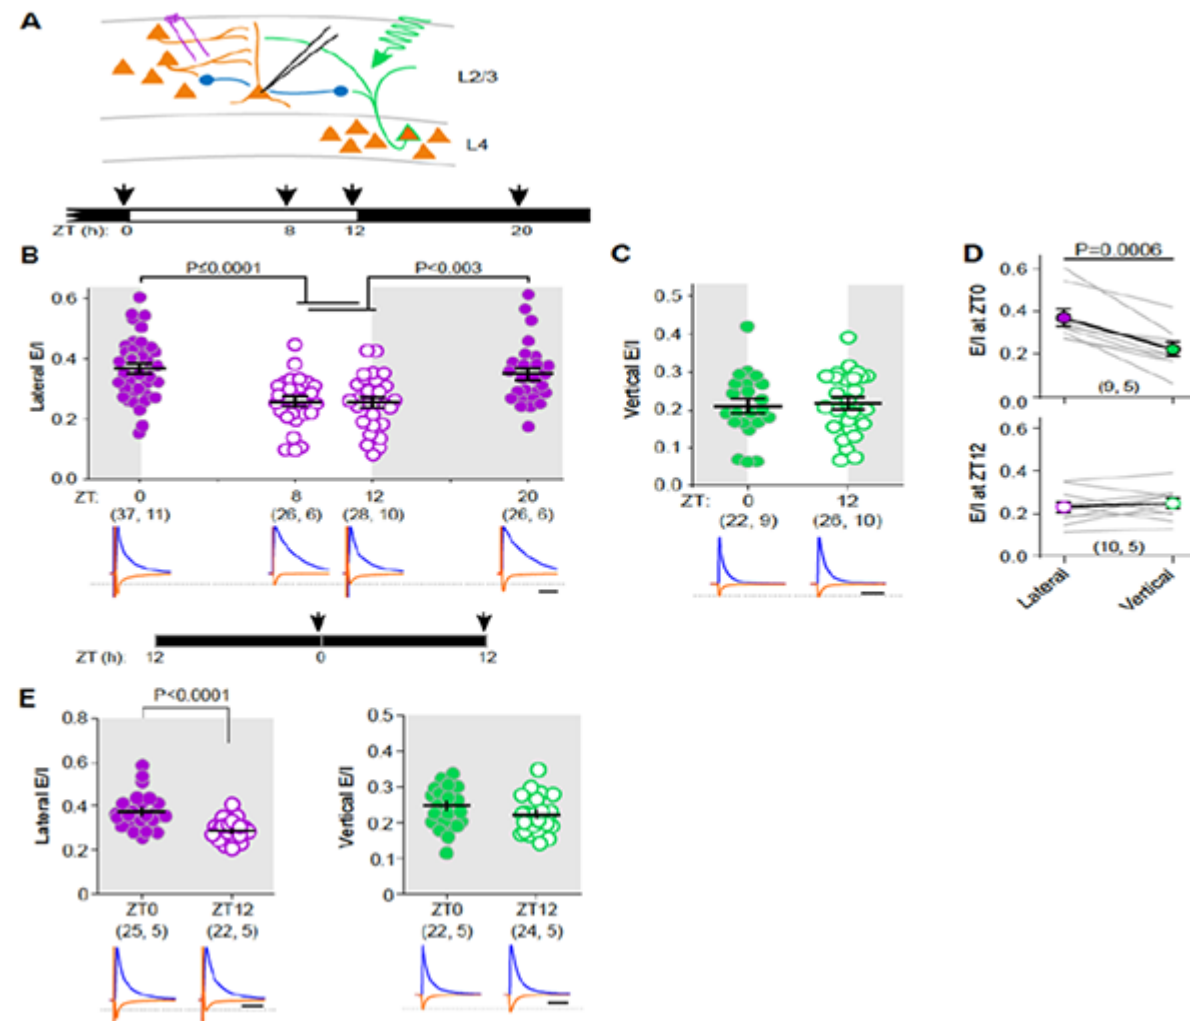 A
L2/3
L4
ZT (h): 0 8 12 20
B
P≤0.0001
P<0.003
Lateral E/I
0.6
0.4
0.2
0.0
ZT: 0 8 12 20
(37, 11) (26, 6) (28, 10) (26, 6)
C
Vertical E/I
0.5
0.4
0.3
0.2
0.1
0.0
ZT: 0 12
(22, 9) (26, 10)
D
P=0.0006
E/I at ZT0
0.6
0.4
0.2
0.0
(9, 5)
E/I at ZT12
0.6
0.4
0.2
0.0
(10, 5)
Lateral Vertical
ZT (h): 12 0 12
E
P<0.0001
Lateral E/I
0.8
0.6
0.4
0.2
0
ZT0 ZT12
(25, 5) (22, 5)
Vertical E/I
0.5
0.4
0.3
0.2
0.1
0
ZT0 ZT12
(22, 5) (24, 5)